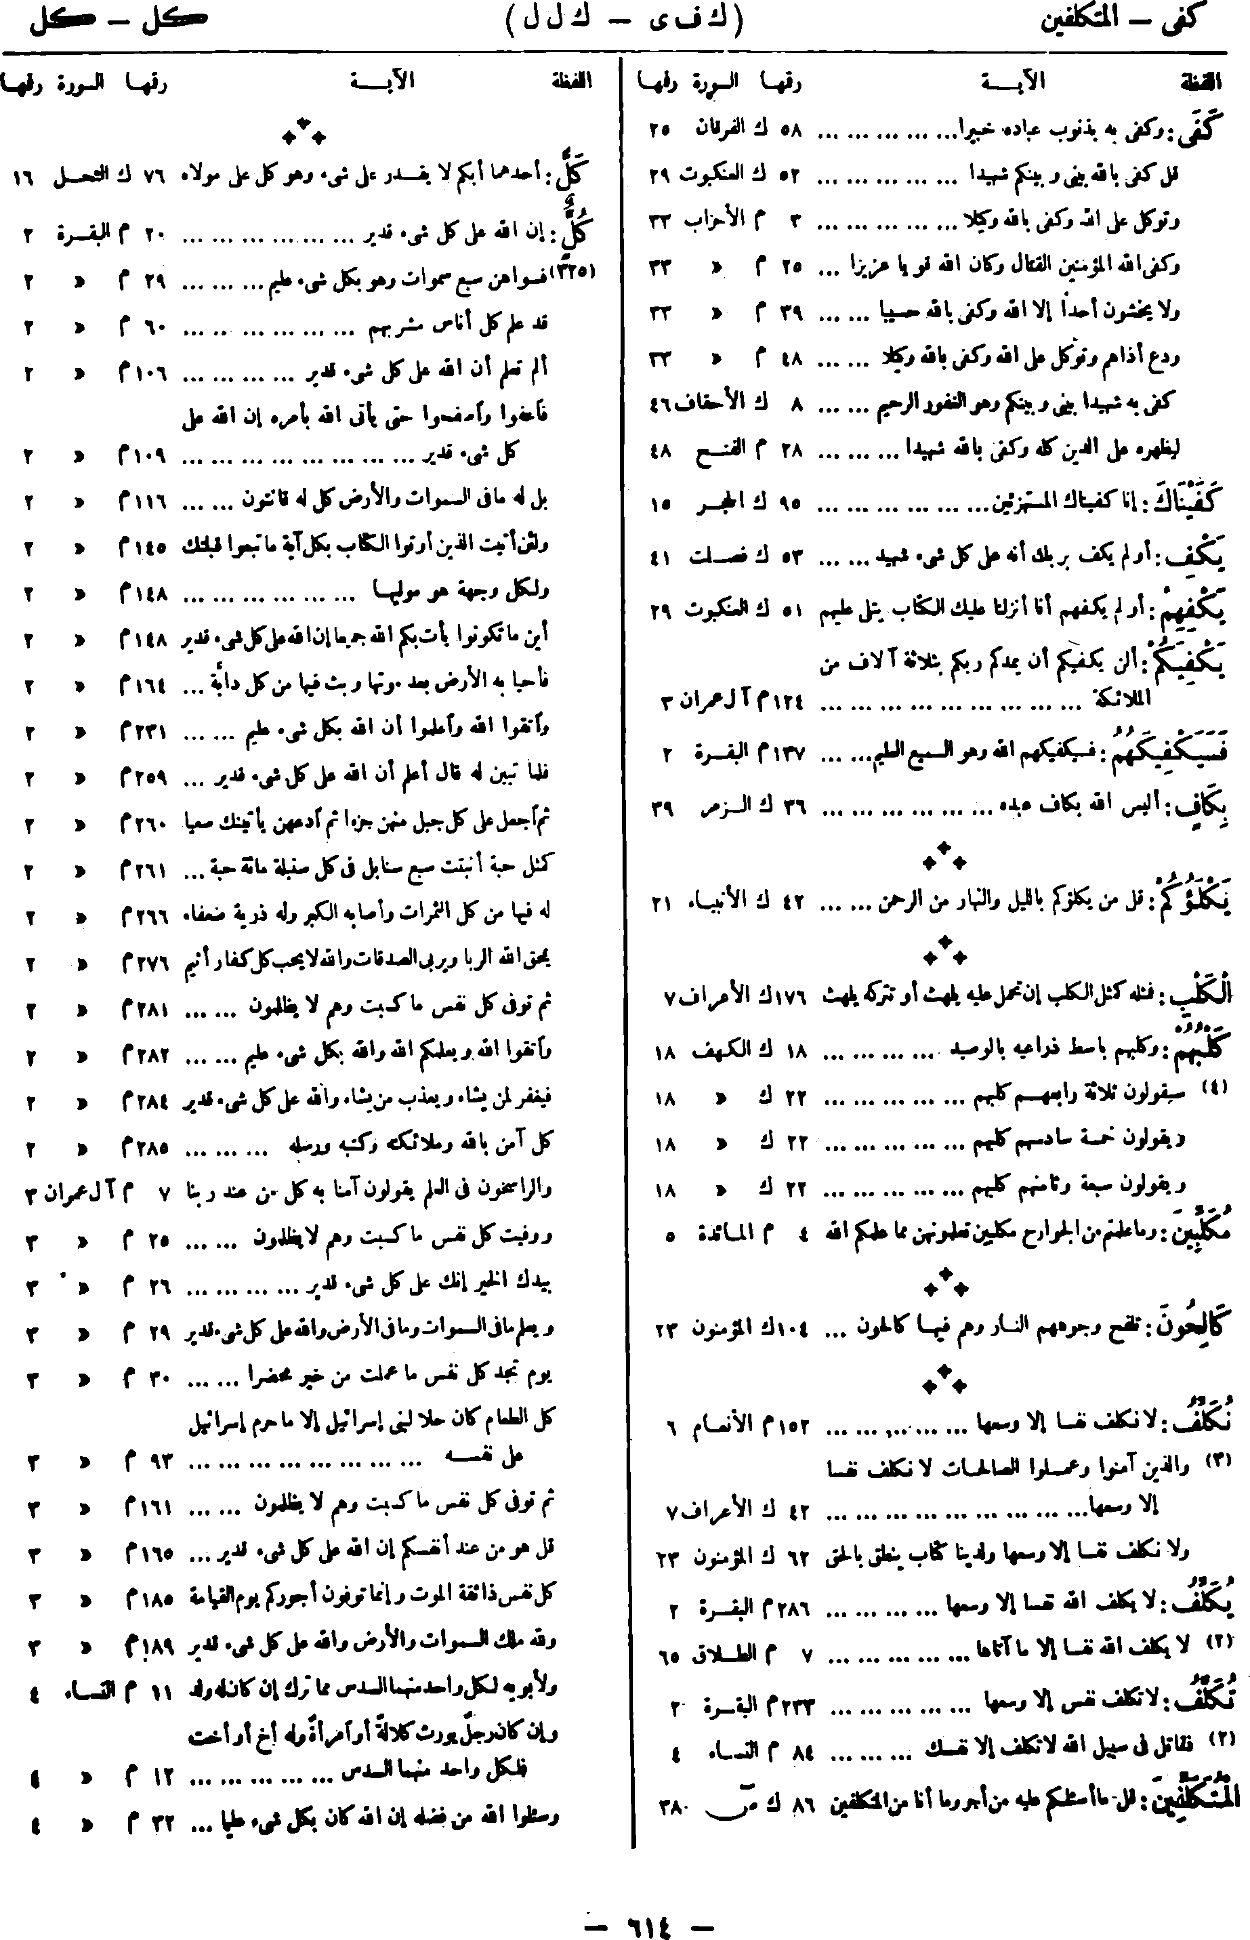 كفى — المتكلفين
(ك ف ى — ك ل ل)
كل — كل
اللفظة الآيــة رقمها السورة رقمها
كَفَى: وكفى به بذنوب عباده خبيرا... ... ... ... ... ٥٨ ك الفرقان ٢٥
قل كفى بالله بينى وبينكم شهيدا ... ... ... ... ... ٥٢ ك العنكبوت ٢٩
وتوكل على الله وكفى بالله وكيلا... ... ... ... ... ٣ م الأحزاب ٣٣
وكفى الله المؤمنين القتال وكان الله قويا عزيزا ... ٢٥ م » ٣٣
ولا يخشون أحداً إلا الله وكفى بالله حسيبا ... ... ٣٩ م » ٣٣
ودع أذاهم وتوكل على الله وكفى بالله وكيلا ... ... ٤٨ م » ٣٣
كفى به شهيدا بينى وبينكم وهو الغفور الرحيم ... ... ٨ ك الأحقاف ٤٦
ليظهره على الدين كله وكفى بالله شهيدا ... ... ... ٢٨ م الفتح ٤٨
كَفَيْنَاكَ: إنا كفيناك المستهزئين... ... ... ... ... ... ٩٥ ك الحجر ١٥
يَكْفِ: أولم يكف بربك أنه على كل شىء شهيد ... ... ٥٣ ك فصلت ٤١
يَكْفِهِمْ: أولم يكفهم أنا أنزلنا عليك الكتاب يتلى عليهم ٥١ ك العنكبوت ٢٩
يَكْفِيَكُمْ: ألن يكفيكم أن يمدكم ربكم بثلاثة آلاف من
الملائكة ... ... ... ... ... ... ... ... ... ١٢٤ م آل عمران ٣
فَسَيَكْفِيكَهُمُ: فسيكفيكهم الله وهو السميع العليم... ... ١٣٧ م البقرة ٢
بِكَافٍ: أليس الله بكاف عبده ... ... ... ... ... ... ٣٦ ك الزمر ٣٩
يَكْلَؤُكُمْ: قل من يكلؤكم بالليل والنهار من الرحمن ... ... ٤٢ ك الأنبياء ٢١
الْكَلْبِ: فمثله كمثل الكلب إن تحمل عليه يلهث أو تتركه يلهث ١٧٦ ك الأعراف ٧
كَلْبُهُمْ: وكلبهم باسط ذراعيه بالوصيد ... ... ... ... ١٨ ك الكهف ١٨
(٤) سيقولون ثلاثة رابعهم كلبهم ... ... ... ... ... ٢٢ ك » ١٨
ويقولون خمسة سادسهم كلبهم ... ... ... ... ... ٢٢ ك » ١٨
ويقولون سبعة وثامنهم كلبهم ... ... ... ... ... ٢٢ ك » ١٨
مُكَلِّبِينَ: وما علمتم من الجوارح مكلبين تعلمونهن مما علمكم الله ٤ م المائدة ٥
كَالِحُونَ: تلفح وجوههم النار وهم فيها كالحون ... ١٠٤ ك المؤمنون ٢٣
نُكَلِّفُ: لا نكلف نفسا إلا وسعها ... ... ... ... ... ١٥٢ م الأنعام ٦
(٣) والذين آمنوا وعملوا الصالحات لا نكلف نفسا
إلا وسعها... ... ... ... ... ... ... ... ... ٤٢ ك الأعراف ٧
ولا نكلف نفسا إلا وسعها ولدينا كتاب ينطق بالحق ٦٢ ك المؤمنون ٢٣
يُكَلِّفُ: لا يكلف الله نفسا إلا وسعها ... ... ... ... ٢٨٦ م البقرة ٢
(٢) لا يكلف الله نفسا إلا ما آتاها... ... ... ... ... ٧ م الطلاق ٦٥
تُكَلَّفُ: لا تكلف نفس إلا وسعها ... ... ... ... ... ٢٣٣ م البقرة ٢
(٢) فقاتل فى سبيل الله لا تكلف إلا نفسك ... ... ... ٨٤ م النساء ٤
الْمُتَكَلِّفِينَ: قل ما أسئلكم عليه من أجر وما أنا من المتكلفين ٨٦ ك صٓ ٣٨
اللفظة الآيــة رقمها السورة رقمها
كَلٌّ: أحدهما أبكم لا يقدر على شىء وهو كل على مولاه ٧٦ ك النحل ١٦
كُلِّ: إن الله على كل شىء قدير ... ... ... ... ... ... ٢٠ م البقرة ٢
(٣٢٥) فسواهن سبع سموات وهو بكل شىء عليم ... ... ... ٢٩ م » ٢
قد علم كل أناس مشربهم ... ... ... ... ... ... ٦٠ م » ٢
ألم تعلم أن الله على كل شىء قدير ... ... ... ... ١٠٦ م » ٢
فاعفوا واصفحوا حتى يأتى الله بأمره إن الله على
كل شىء قدير ... ... ... ... ... ... ... ... ١٠٩ م » ٢
بل له ما فى السموات والأرض كل له قانتون ... ... ١١٦ م » ٢
ولئن أتيت الذين أوتوا الكتاب بكل آية ما تبعوا قبلتك ١٤٥ م » ٢
ولكل وجهة هو موليها ... ... ... ... ... ... ١٤٨ م » ٢
أين ما تكونوا يأت بكم الله جميعا إن الله على كل شىء قدير ١٤٨ م » ٢
فأحيا به الأرض بعد موتها وبث فيها من كل دابّة ... ١٦٤ م » ٢
واتقوا الله واعلموا أن الله بكل شىء عليم ... ... ٢٣١ م » ٢
فلما تبين له قال أعلم أن الله على كل شىء قدير ... ٢٥٩ م » ٢
ثم اجعل على كل جبل منهن جزءا ثم ادعهن يأتينك سعيا ٢٦٠ م » ٢
كمثل حبة أنبتت سبع سنابل فى كل سنبلة مائة حبة ... ٢٦١ م » ٢
له فيها من كل الثمرات وأصابه الكبر وله ذرية ضعفاء ٢٦٦ م » ٢
يمحق الله الربا ويربى الصدقات والله لا يحب كل كفار أثيم ٢٧٦ م » ٢
ثم توفى كل نفس ما كسبت وهم لا يظلمون ... ... ٢٨١ م » ٢
واتقوا الله ويعلمكم الله والله بكل شىء عليم ... ... ٢٨٢ م » ٢
فيغفر لمن يشاء ويعذب من يشاء والله على كل شىء قدير ٢٨٤ م » ٢
كل آمن بالله وملائكته وكتبه ورسله ... ... ... ٢٨٥ م » ٢
والراسخون فى العلم يقولون آمنا به كل من عند ربنا ٧ م آل عمران ٣
ووفيت كل نفس ما كسبت وهم لا يظلمون ... ... ٢٥ م » ٣
بيدك الخير إنك على كل شىء قدير ... ... ... ... ٢٦ م » ٣
ويعلم ما فى السموات وما فى الأرض والله على كل شىء قدير ٢٩ م » ٣
يوم تجد كل نفس ما عملت من خير محضرا ... ... ٣٠ م » ٣
كل الطعام كان حلا لبنى إسرائيل إلا ما حرم إسرائيل
على نفسه ... ... ... ... ... ... ... ... ٩٣ م » ٣
ثم توفى كل نفس ما كسبت وهم لا يظلمون ... ... ١٦١ م » ٣
قل هو من عند أنفسكم إن الله على كل شىء قدير ... ١٦٥ م » ٣
كل نفس ذائقة الموت وإنما توفون أجوركم يوم القيامة ١٨٥ م » ٣
ولله ملك السموات والأرض والله على كل شىء قدير ١٨٩ م » ٣
ولأبويه لكل واحد منهما السدس مما ترك إن كان له ولد ١١ م النساء ٤
وإن كان رجلٌ يورث كلالةً أو امرأةٌ وله أخ أو أخت
فلكل واحد منهما السدس ... ... ... ... ... ... ١٢ م » ٤
وسئلوا الله من فضله إن الله كان بكل شىء عليما ... ٣٢ م » ٤
— ٦١٤ —